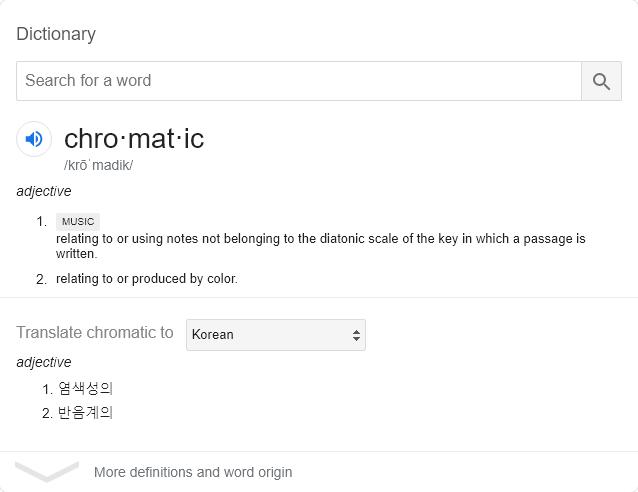 Dictionary
Search for a word
chro·mat·ic
/krōˈmadik/
adjective
1. MUSIC
relating to or using notes not belonging to the diatonic scale of the key in which a passage is
written.
2. relating to or produced by color.
Translate chromatic to Korean
adjective
1. 염색성의
2. 반음계의
More definitions and word origin